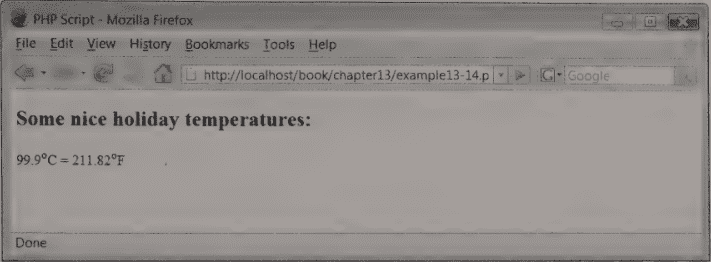 PHP Script - Mozilla Firefox
File Edit View History Bookmarks Tools Help
http://localhost/book/chapter13/example13-14.p G Google
Some nice holiday temperatures:
99.9°C = 211.82°F
Done